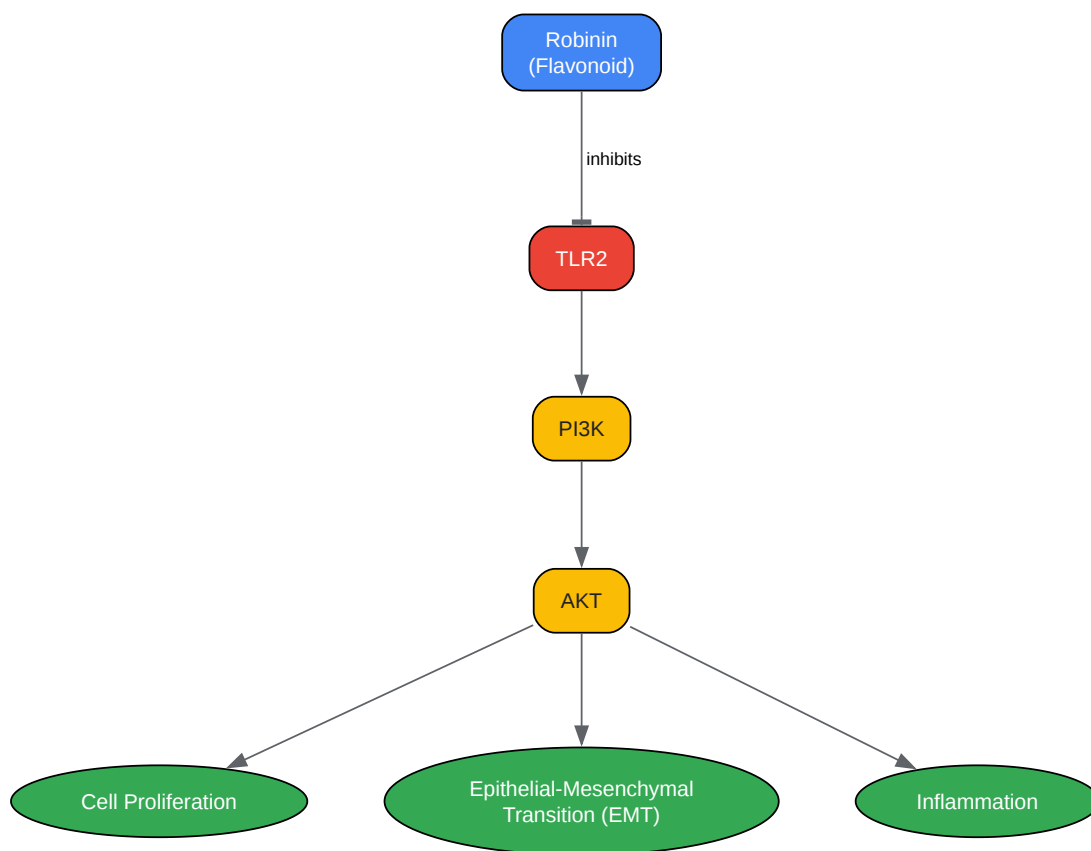 Robinin
(Flavonoid)
inhibits
TLR2
PI3K
AKT
Cell Proliferation
Epithelial-Mesenchymal
Transition (EMT)
Inflammation